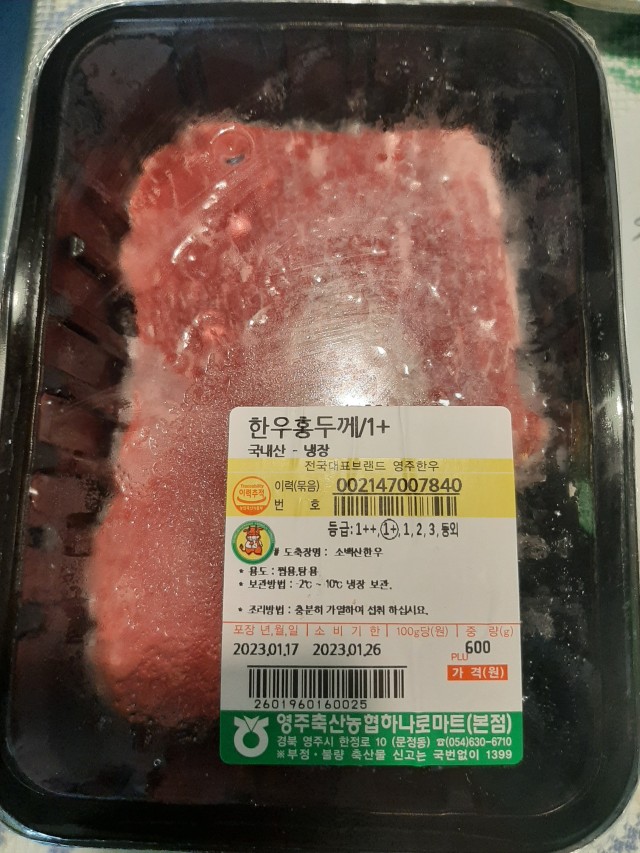 한우홍두께/1+
국내산 - 냉장
전국대표브랜드 영주한우
Traceability
이력추적
이력(묶음) 002147007840
번 호
등급:1++,1+,1,2,3,등외
# 도축장명 : 소백산한우
• 용도 : 찜용,탕용
• 보관방법 : -2℃ ~ 10℃ 냉장 보관.
• 조리방법 : 충분히 가열하여 섭취 하십시요.
포장 년,월,일 소 비 기 한 100g당(원) 중 량(g)
2023.01.17 2023.01.26 600
PLU
가 격(원)
2601960160025
영주축산농협하나로마트(본점)
경북 영주시 한정로 10 (문정동) ☎(054)630-6710
※부정·불량 축산물 신고는 국번없이 1399